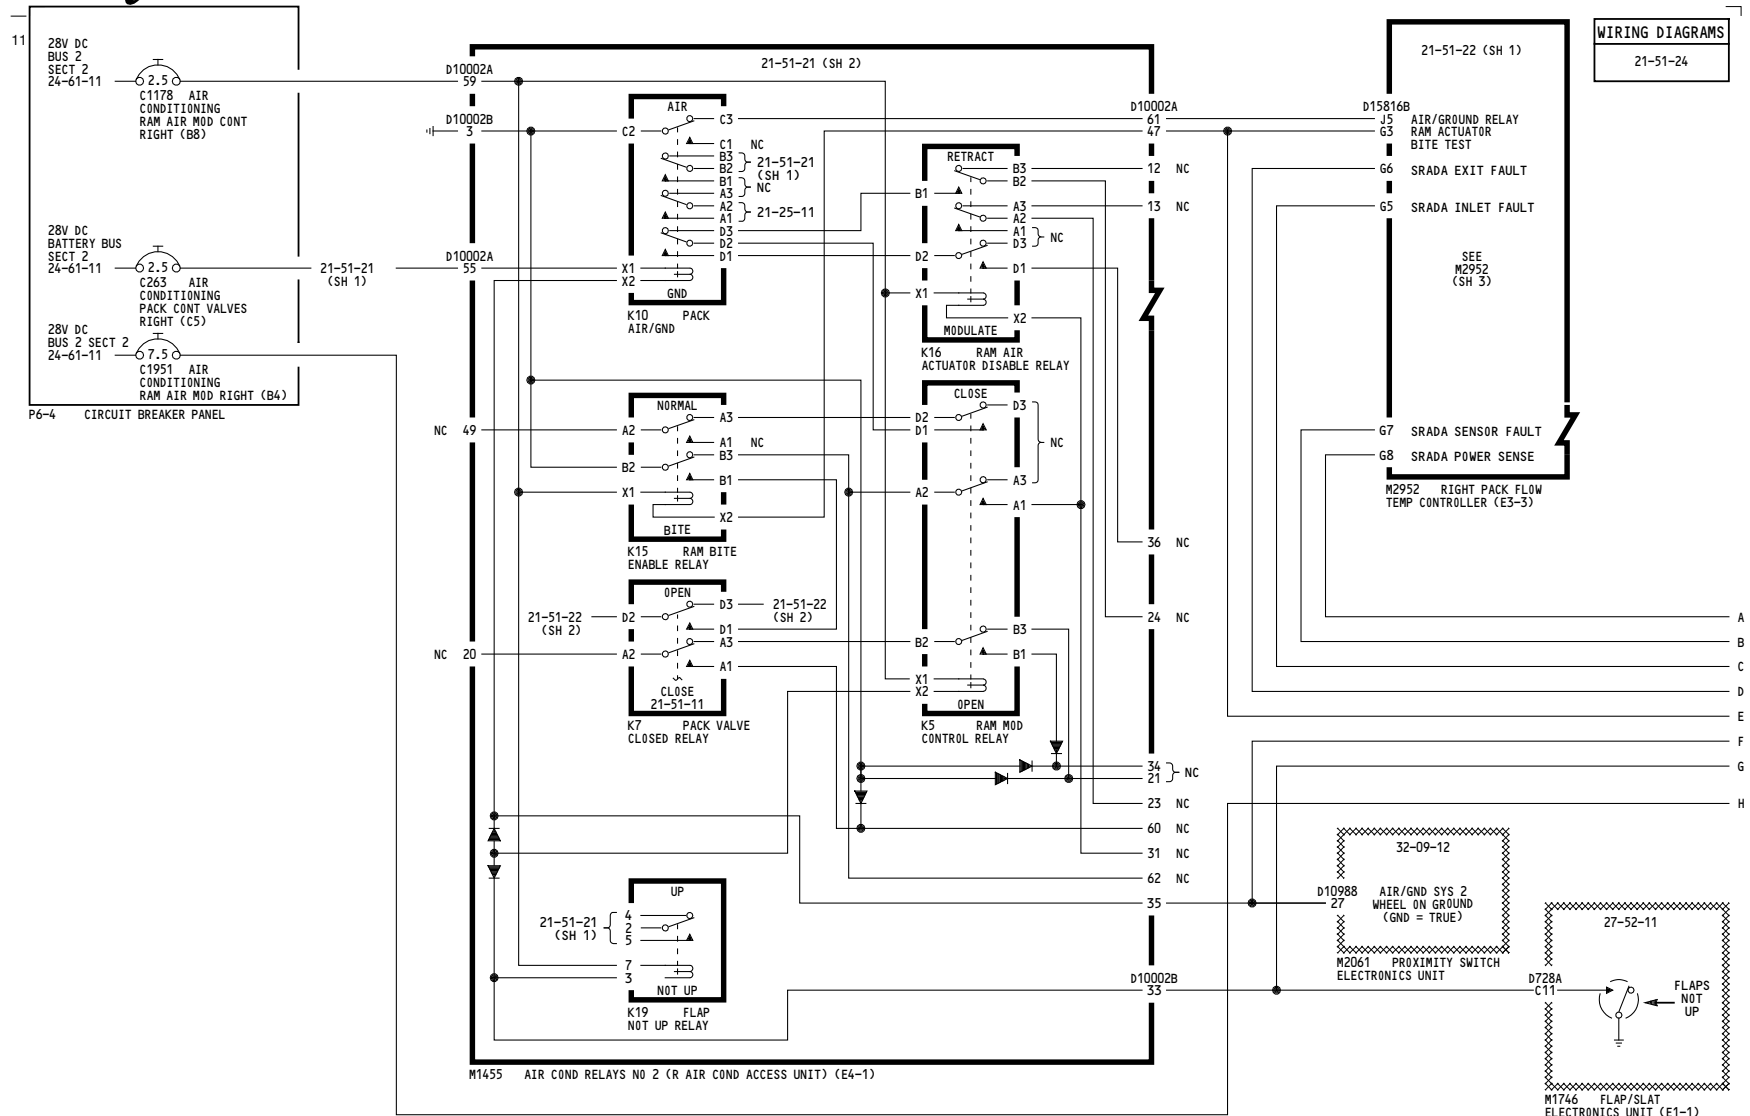 11
28V DC
BUS 2
SECT 2
24-61-11
2.5
C1178 AIR
CONDITIONING
RAM AIR MOD CONT
RIGHT (B8)
28V DC
BATTERY BUS
SECT 2
24-61-11
2.5
C263 AIR
CONDITIONING
PACK CONT VALVES
RIGHT (C5)
28V DC
BUS 2 SECT 2
24-61-11
7.5
C1951 AIR
CONDITIONING
RAM AIR MOD RIGHT (B4)
P6-4 CIRCUIT BREAKER PANEL
21-51-21
(SH 1)
21-51-21 (SH 2)
D10002A
59
D10002B
3
D10002A
55
NC 49
NC 20
AIR
C2
C3
C1 NC
B3
B2
21-51-21
(SH 1)
B1
A3
NC
A2
A1
21-25-11
D3
D2
D1
X1
X2
GND
K10 PACK
AIR/GND
NORMAL
A2
A3
A1 NC
B3
B2
B1
X1
X2
BITE
K15 RAM BITE
ENABLE RELAY
OPEN
21-51-22
(SH 2)
D2
D3
21-51-22
(SH 2)
D1
A3
A2
A1
CLOSE
21-51-11
K7 PACK VALVE
CLOSED RELAY
UP
21-51-21
(SH 1)
4
2
5
7
3
NOT UP
K19 FLAP
NOT UP RELAY
RETRACT
B3
B2
B1
A3
A2
A1
D3
NC
D2
D1
X1
X2
MODULATE
K16 RAM AIR
ACTUATOR DISABLE RELAY
CLOSE
D3
D2
D1
NC
A3
A2
A1
B3
B2
B1
X1
X2
OPEN
K5 RAM MOD
CONTROL RELAY
D10002A
61
47
12 NC
13 NC
36 NC
24 NC
34
21
NC
23 NC
60 NC
31 NC
62 NC
35
D10002B
33
M1455 AIR COND RELAYS NO 2 (R AIR COND ACCESS UNIT) (E4-1)
21-51-22 (SH 1)
D15816B
J5 AIR/GROUND RELAY
G3 RAM ACTUATOR
BITE TEST
G6 SRADA EXIT FAULT
G5 SRADA INLET FAULT
SEE
M2952
(SH 3)
G7 SRADA SENSOR FAULT
G8 SRADA POWER SENSE
M2952 RIGHT PACK FLOW
TEMP CONTROLLER (E3-3)
WIRING DIAGRAMS
21-51-24
A
B
C
D
E
F
G
H
32-09-12
D10988
27
AIR/GND SYS 2
WHEEL ON GROUND
(GND = TRUE)
M2061 PROXIMITY SWITCH
ELECTRONICS UNIT
27-52-11
D728A
C11
FLAPS
NOT
UP
M1746 FLAP/SLAT
ELECTRONICS UNIT (E1-1)